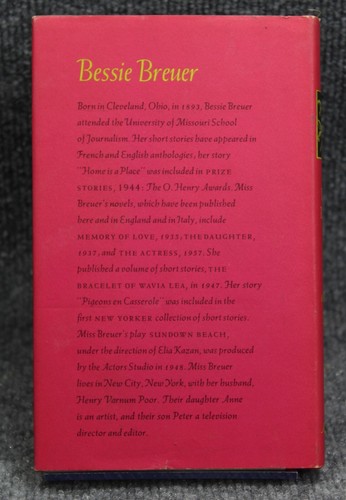 Bessie Breuer
Born in Cleveland, Ohio, in 1893, Bessie Breuer
attended the University of Missouri School
of Journalism. Her short stories have appeared in
French and English anthologies, her story
"Home is a Place" was included in PRIZE
STORIES, 1944: The O. Henry Awards. Miss
Breuer's novels, which have been published
here and in England and in Italy, include
MEMORY OF LOVE, 1935; THE DAUGHTER,
1937; and THE ACTRESS, 1957. She
published a volume of short stories, THE
BRACELET OF WAVIA LEA, in 1947. Her story
"Pigeons en Casserole" was included in the
first NEW YORKER collection of short stories.
Miss Breuer's play SUNDOWN BEACH,
under the direction of Elia Kazan, was produced
by the Actors Studio in 1948. Miss Breuer
lives in New City, New York, with her husband,
Henry Varnum Poor. Their daughter Anne
is an artist, and their son Peter a television
director and editor.